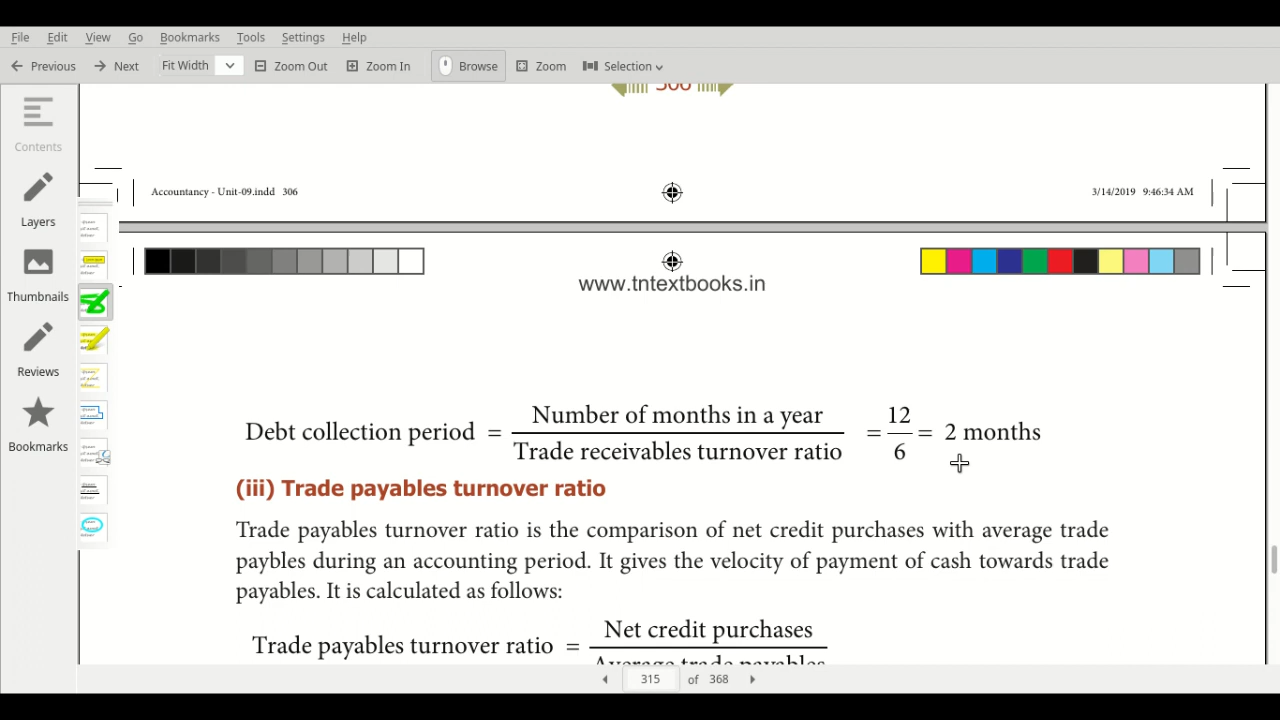 File Edit View Go Bookmarks Tools Settings Help
Previous Next Fit Width Zoom Out Zoom In Browse Zoom Selection
306
Contents
Layers
Thumbnails
Reviews
Bookmarks
Accountancy - Unit-09.indd 306 3/14/2019 9:46:34 AM
www.tntextbooks.in
Debt collection period = Number of months in a year / Trade receivables turnover ratio = 12 / 6 = 2 months
(iii) Trade payables turnover ratio
Trade payables turnover ratio is the comparison of net credit purchases with average trade
paybles during an accounting period. It gives the velocity of payment of cash towards trade
payables. It is calculated as follows:
Trade payables turnover ratio = Net credit purchases / Average trade payables
315 of 368